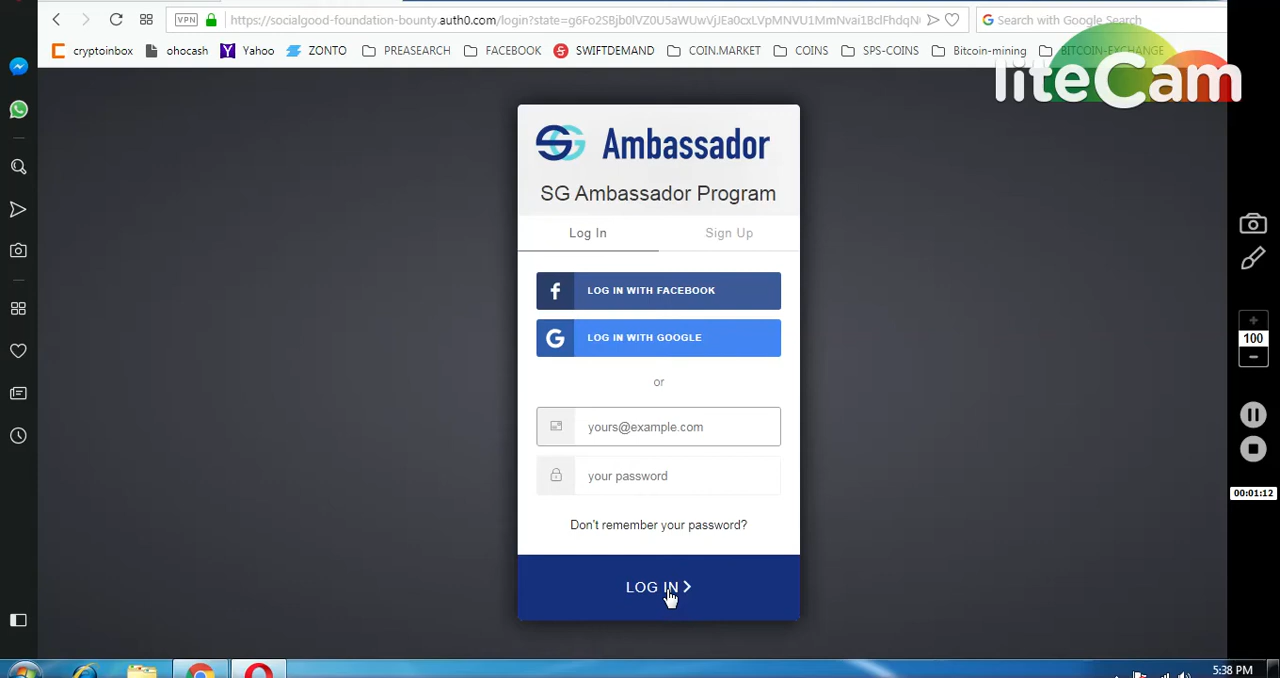 VPN
https://socialgood-foundation-bounty.auth0.com/login?state=
Search with Google Search
cryptoinbox
ohocash
Yahoo
ZONTO
PREASEARCH
FACEBOOK
SWIFTDEMAND
COIN.MARKET
COINS
SPS-COINS
Bitcoin-mining
BITCOIN-EXCHANGE
liteCam
SG Ambassador
SG Ambassador Program
Log In
Sign Up
f LOG IN WITH FACEBOOK
G LOG IN WITH GOOGLE
or
yours@example.com
your password
Don't remember your password?
LOG IN >
100
00:01:12
5:38 PM